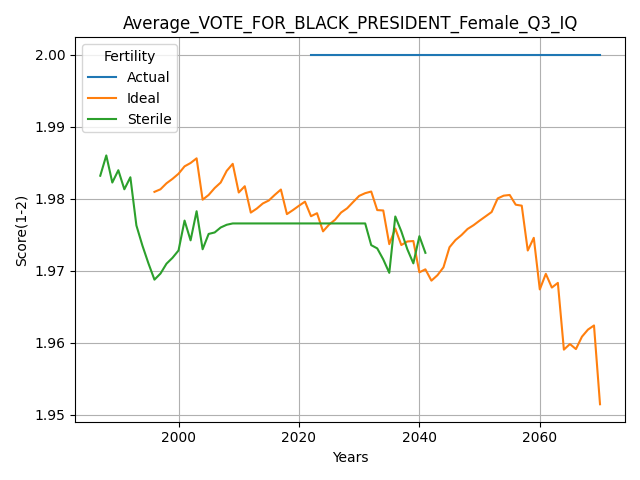 Average_VOTE_FOR_BLACK_PRESIDENT_Female_Q3_IQ
Fertility
Actual
Ideal
Sterile
Score(1-2)
2.00
1.99
1.98
1.97
1.96
1.95
2000 2020 2040 2060
Years